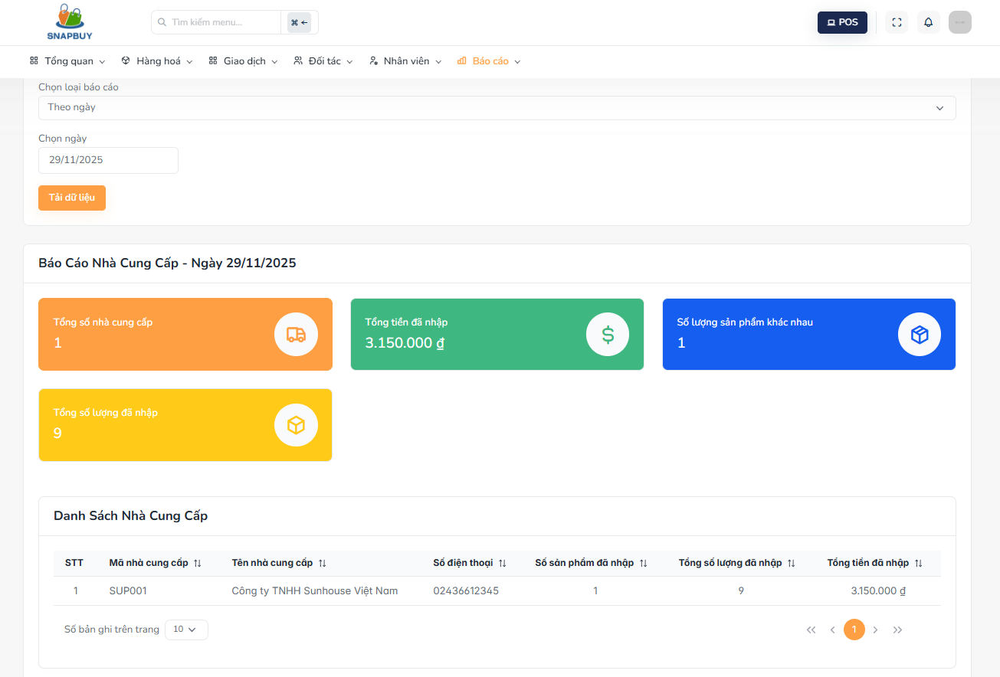 SNAPBUY
Tìm kiếm menu...
POS
Tổng quan Hàng hoá Giao dịch Đối tác Nhân viên Báo cáo
Chọn loại báo cáo
Theo ngày
Chọn ngày
29/11/2025
Tải dữ liệu
Báo Cáo Nhà Cung Cấp - Ngày 29/11/2025
Tổng số nhà cung cấp
1
Tổng tiền đã nhập
3.150.000 ₫
Số lượng sản phẩm khác nhau
1
Tổng số lượng đã nhập
9
Danh Sách Nhà Cung Cấp
STT Mã nhà cung cấp Tên nhà cung cấp Số điện thoại Số sản phẩm đã nhập Tổng số lượng đã nhập Tổng tiền đã nhập
1 SUP001 Công ty TNHH Sunhouse Việt Nam 02436612345 1 9 3.150.000 ₫
Số bản ghi trên trang 10
1